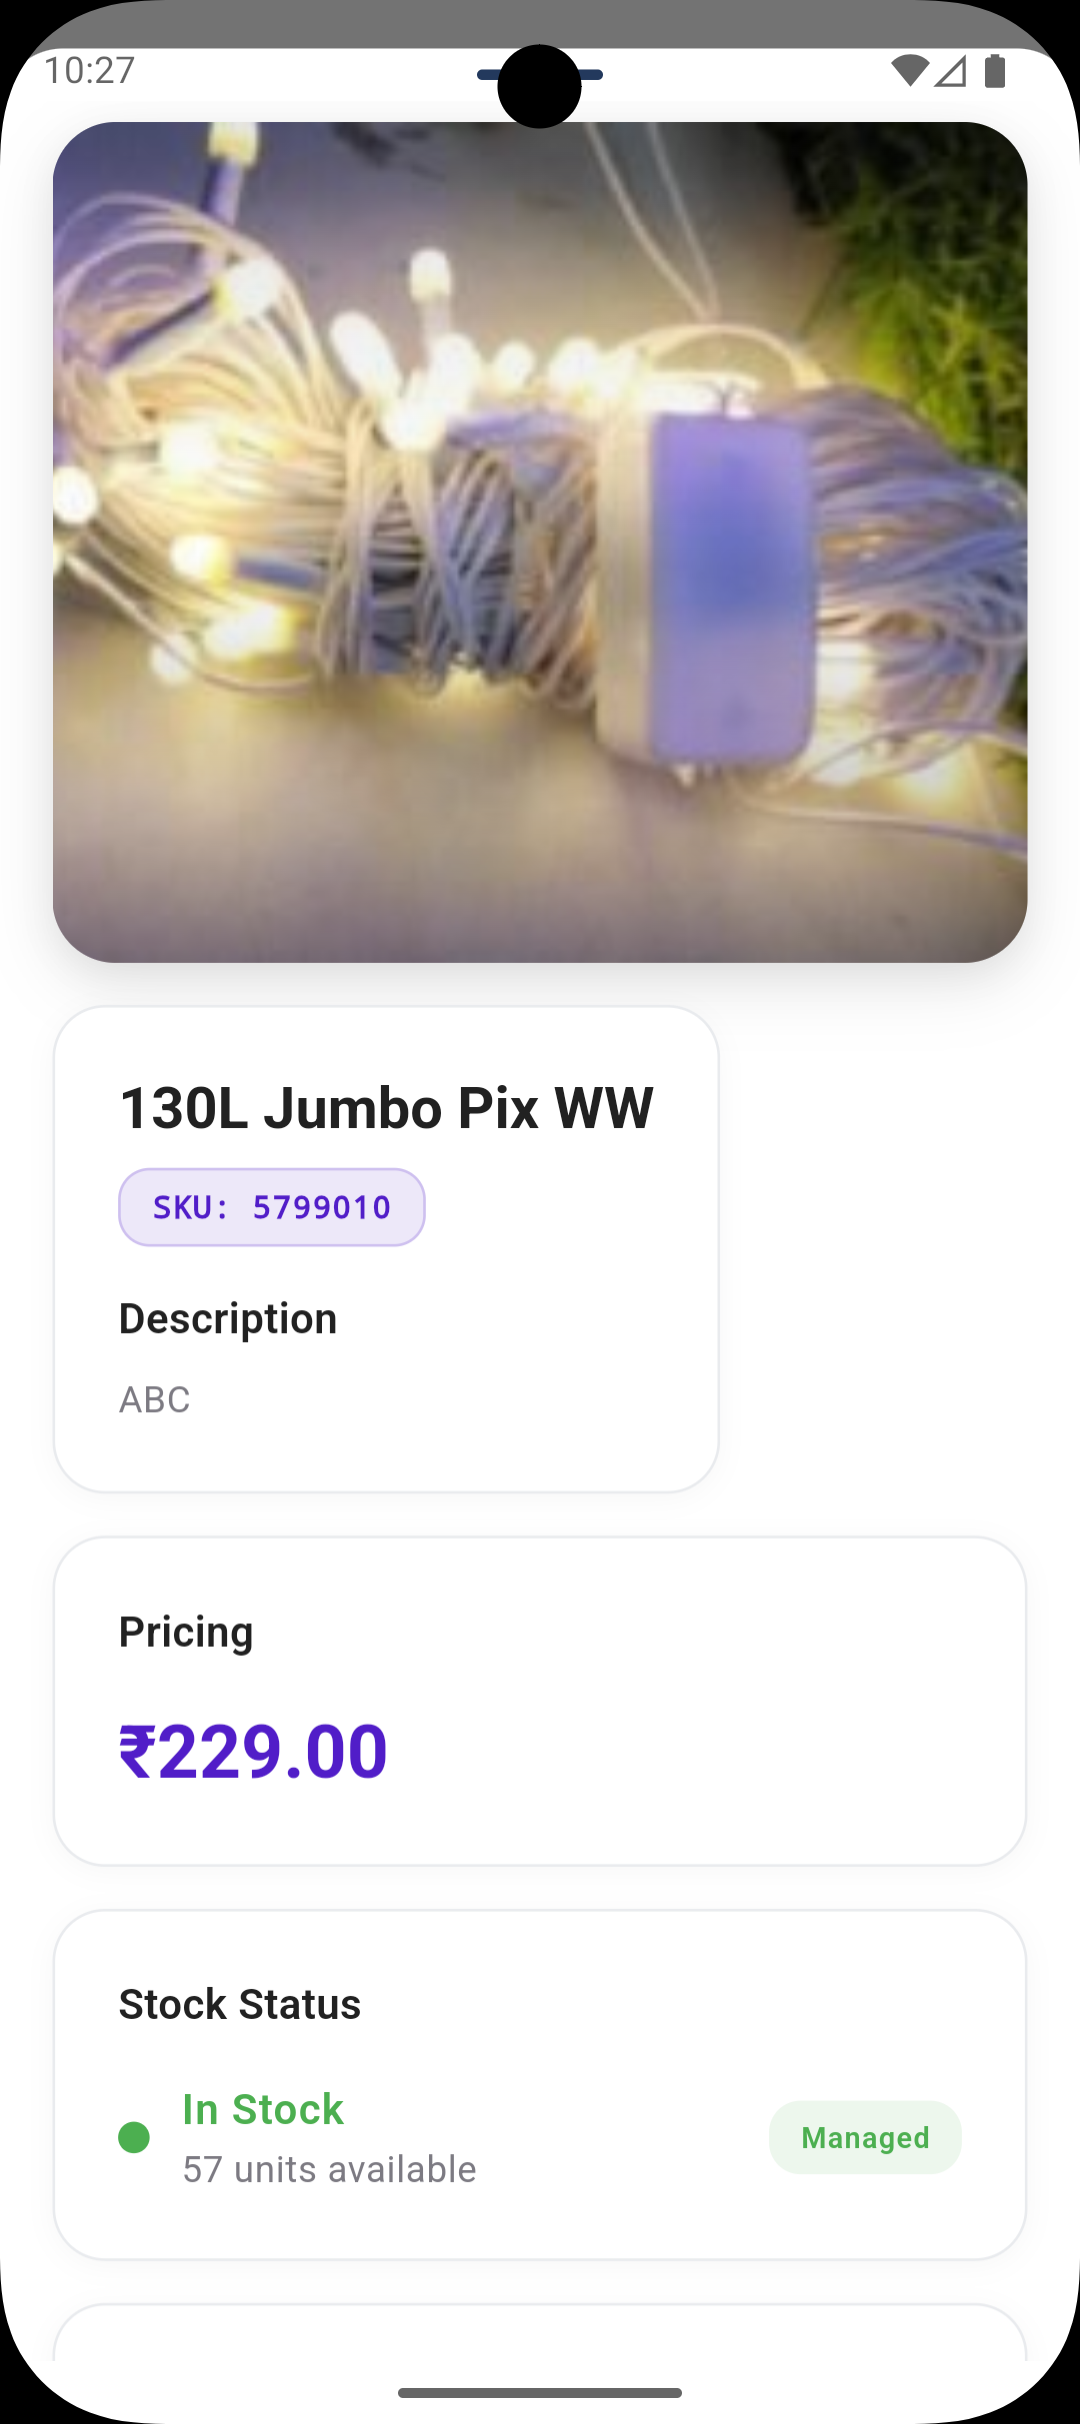 10:27
130L Jumbo Pix WW
SKU: 5799010
Description
ABC
Pricing
₹229.00
Stock Status
In Stock
57 units available
Managed